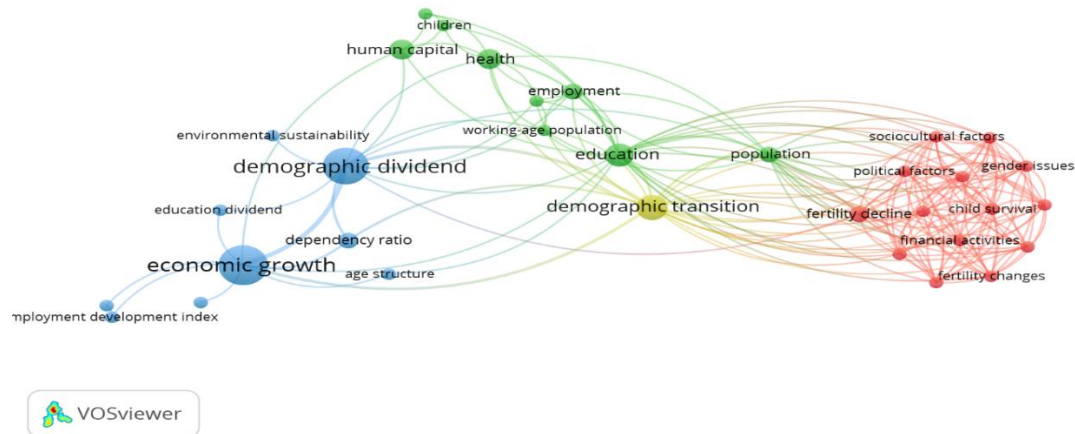 children
human capital
health
employment
environmental sustainability
working-age population
sociocultural factors
demographic dividend
education
population
political factors
gender issues
education dividend
demographic transition
fertility decline
child survival
dependency ratio
financial activities
economic growth
age structure
fertility changes
mployment development index
VOSviewer